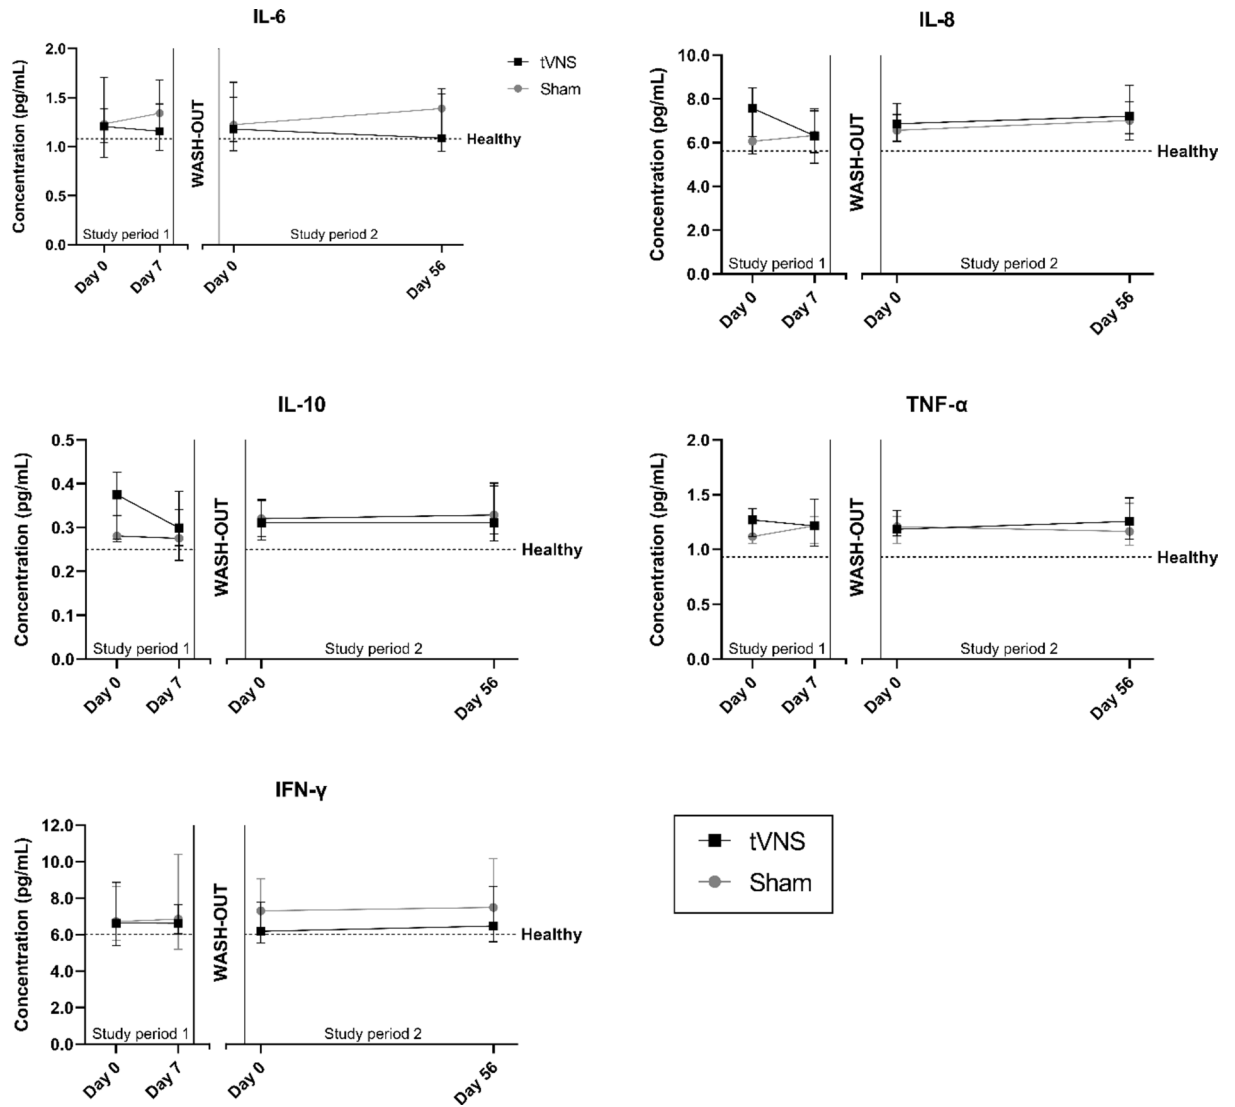 IL-6
Concentration (pg/mL)
2.0
1.5
1.0
0.5
0.0
WASH-OUT
Study period 1
Study period 2
Day 0
Day 7
Day 0
Day 56
Healthy
tVNS
Sham
IL-8
Concentration (pg/mL)
10.0
8.0
6.0
4.0
2.0
0.0
WASH-OUT
Study period 1
Study period 2
Day 0
Day 7
Day 0
Day 56
Healthy
IL-10
Concentration (pg/mL)
0.5
0.4
0.3
0.2
0.1
0.0
WASH-OUT
Study period 1
Study period 2
Day 0
Day 7
Day 0
Day 56
Healthy
TNF-α
Concentration (pg/mL)
2.0
1.5
1.0
0.5
0.0
WASH-OUT
Study period 1
Study period 2
Day 0
Day 7
Day 0
Day 56
Healthy
IFN-γ
Concentration (pg/mL)
12.0
10.0
8.0
6.0
4.0
2.0
0.0
WASH-OUT
Study period 1
Study period 2
Day 0
Day 7
Day 0
Day 56
Healthy
tVNS
Sham